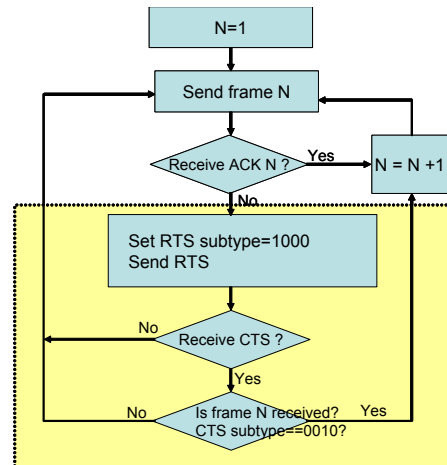 N=1
Send frame N
Receive ACK N ?
Yes
N = N +1
No
Set RTS subtype=1000
Send RTS
No
Receive CTS ?
Yes
No
Is frame N received?
Yes
CTS subtype==0010?